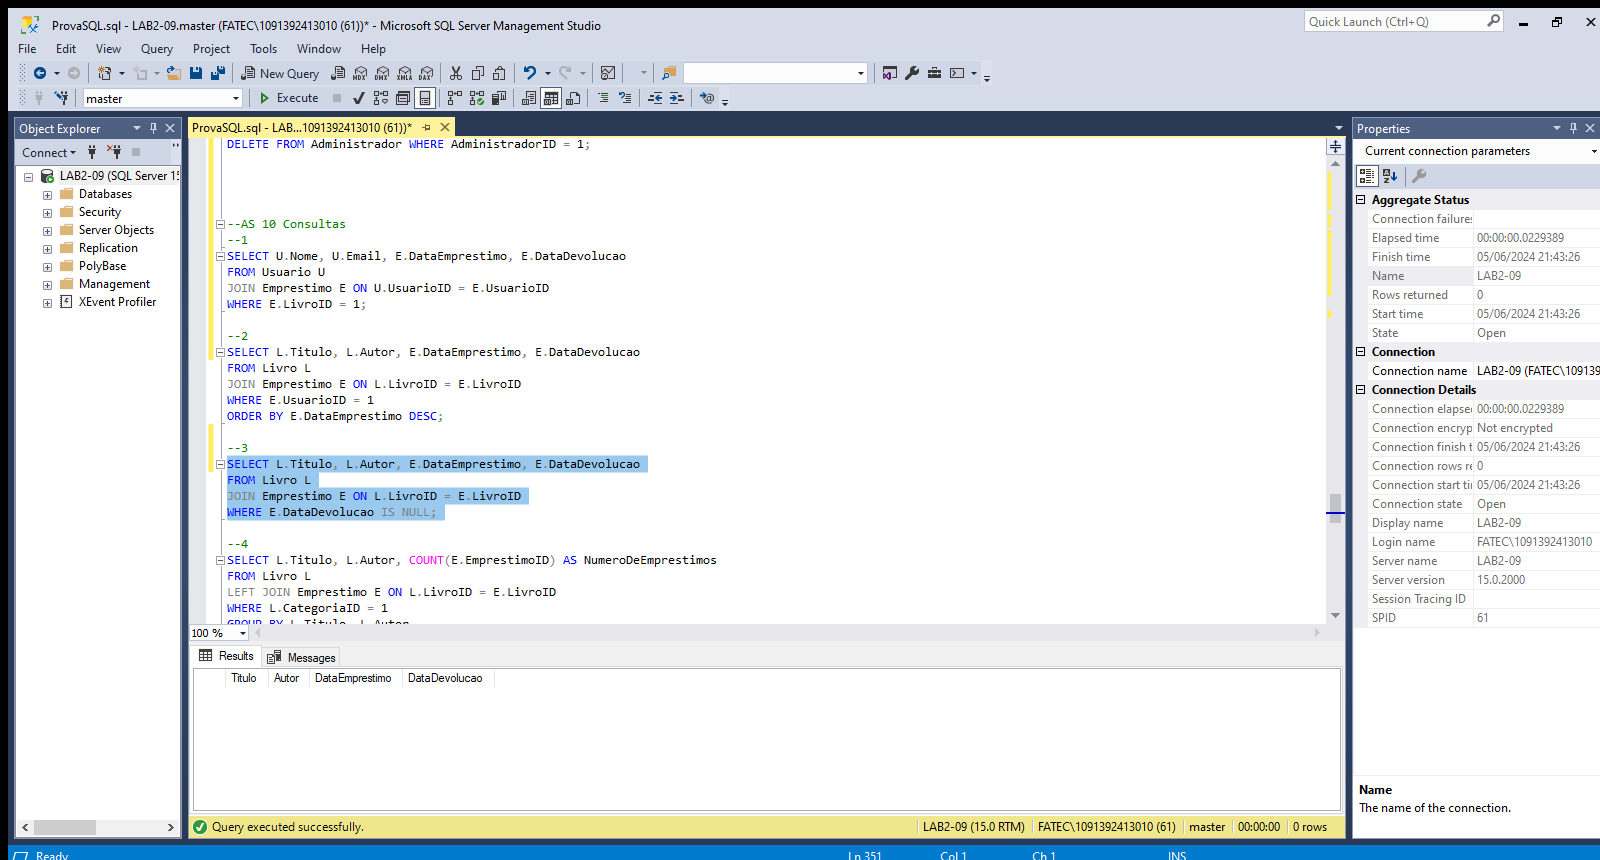 ProvaSQL.sql - LAB2-09.master (FATEC\1091392413010 (61))* - Microsoft SQL Server Management Studio
Quick Launch (Ctrl+Q)
File Edit View Query Project Tools Window Help
New Query
MDX DMX XMLA DAX
master
Execute
Object Explorer
Connect
LAB2-09 (SQL Server 15
Databases
Security
Server Objects
Replication
PolyBase
Management
XEvent Profiler
ProvaSQL.sql - LAB...1091392413010 (61))*
DELETE FROM Administrador WHERE AdministradorID = 1;
--AS 10 Consultas
--1
SELECT U.Nome, U.Email, E.DataEmprestimo, E.DataDevolucao
FROM Usuario U
JOIN Emprestimo E ON U.UsuarioID = E.UsuarioID
WHERE E.LivroID = 1;
--2
SELECT L.Titulo, L.Autor, E.DataEmprestimo, E.DataDevolucao
FROM Livro L
JOIN Emprestimo E ON L.LivroID = E.LivroID
WHERE E.UsuarioID = 1
ORDER BY E.DataEmprestimo DESC;
--3
SELECT L.Titulo, L.Autor, E.DataEmprestimo, E.DataDevolucao
FROM Livro L
JOIN Emprestimo E ON L.LivroID = E.LivroID
WHERE E.DataDevolucao IS NULL;
--4
SELECT L.Titulo, L.Autor, COUNT(E.EmprestimoID) AS NumeroDeEmprestimos
FROM Livro L
LEFT JOIN Emprestimo E ON L.LivroID = E.LivroID
WHERE L.CategoriaID = 1
GROUP BY L.Titulo, L.Autor
100 %
Results Messages
Titulo Autor DataEmprestimo DataDevolucao
Query executed successfully.
LAB2-09 (15.0 RTM) FATEC\1091392413010 (61) master 00:00:00 0 rows
Properties
Current connection parameters
Aggregate Status
Connection failures
Elapsed time 00:00:00.0229389
Finish time 05/06/2024 21:43:26
Name LAB2-09
Rows returned 0
Start time 05/06/2024 21:43:26
State Open
Connection
Connection name LAB2-09 (FATEC\10913
Connection Details
Connection elapse 00:00:00.0229389
Connection encryp Not encrypted
Connection finish t 05/06/2024 21:43:26
Connection rows re 0
Connection start ti 05/06/2024 21:43:26
Connection state Open
Display name LAB2-09
Login name FATEC\1091392413010
Server name LAB2-09
Server version 15.0.2000
Session Tracing ID
SPID 61
Name
The name of the connection.
Ready
Ln 351 Col 1 Ch 1 INS